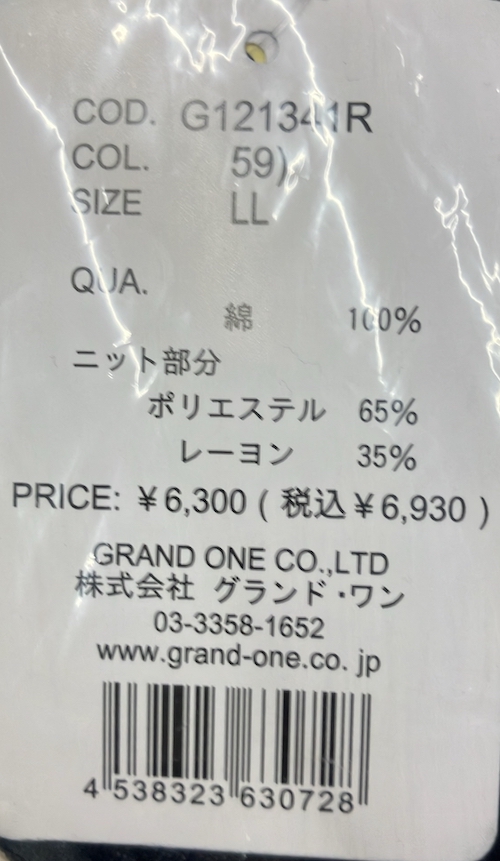 COD. G121341R
COL. 59)
SIZE LL
QUA.
綿 100%
ニット部分
ポリエステル 65%
レーヨン 35%
PRICE: ¥6,300 ( 税込¥6,930 )
GRAND ONE CO.,LTD
株式会社 グランド・ワン
03-3358-1652
www.grand-one.co. jp
4 538323 630728